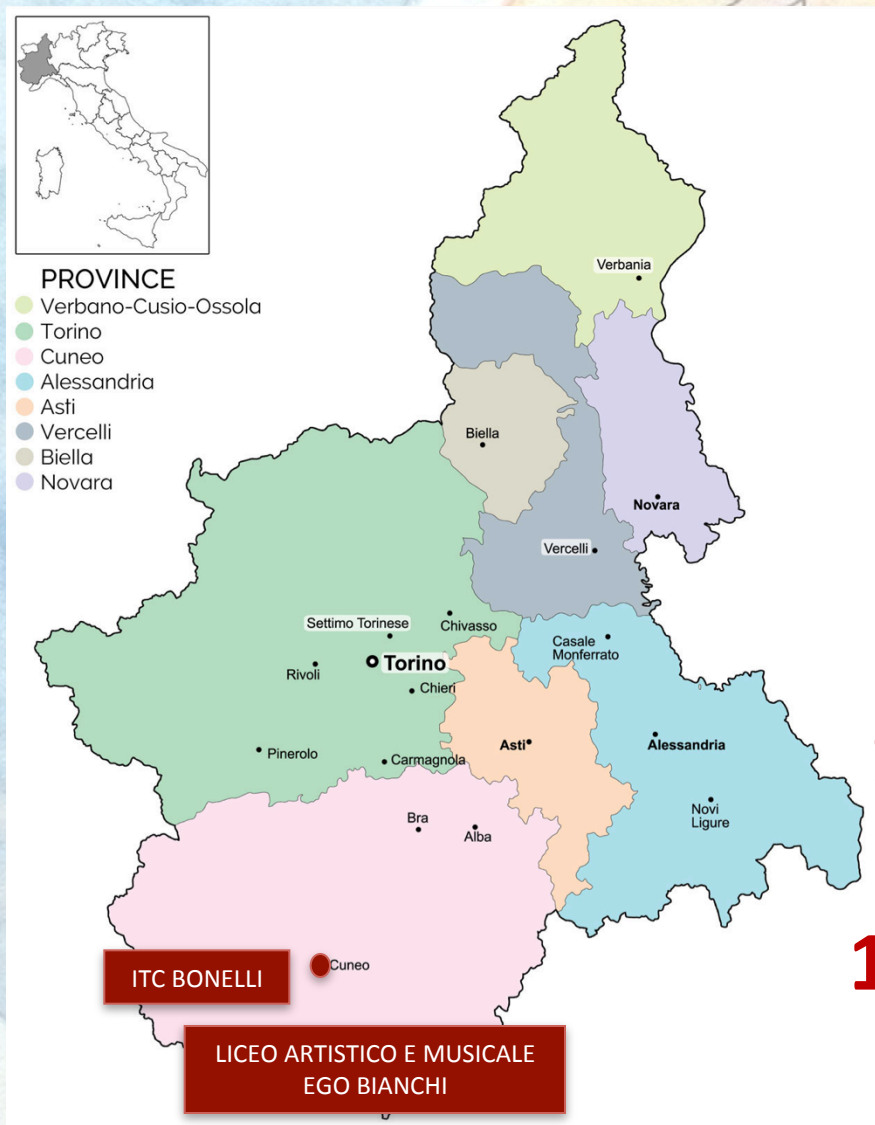 PROVINCE
Verbano-Cusio-Ossola
Torino
Cuneo
Alessandria
Asti
Vercelli
Biella
Novara
Verbania
Biella
Novara
Vercelli
Settimo Torinese
Chivasso
Casale
Monferrato
Torino
Rivoli
Chieri
Asti
Alessandria
Pinerolo
Carmagnola
Novi
Ligure
Bra
Alba
Cuneo
ITC BONELLI
1
LICEO ARTISTICO E MUSICALE
EGO BIANCHI